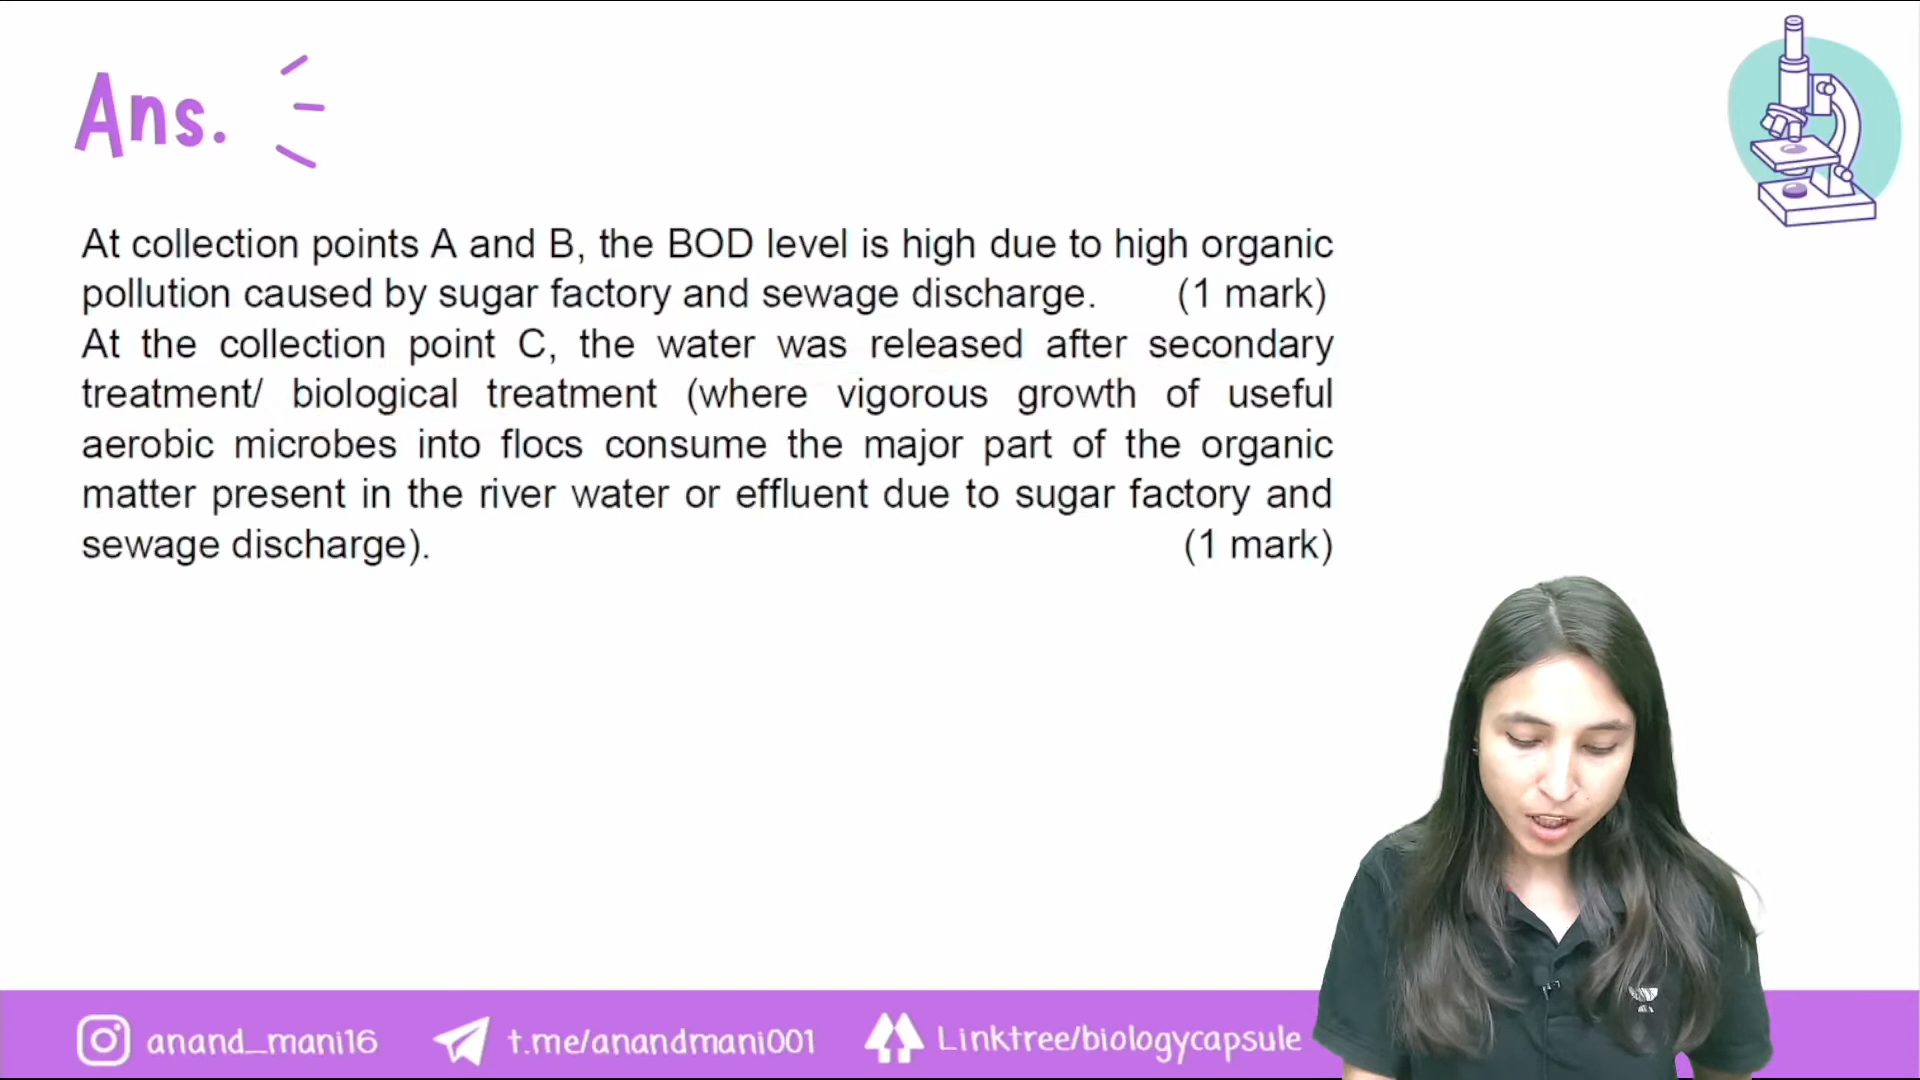 Ans.
At collection points A and B, the BOD level is high due to high organic
pollution caused by sugar factory and sewage discharge. (1 mark)
At the collection point C, the water was released after secondary
treatment/ biological treatment (where vigorous growth of useful
aerobic microbes into flocs consume the major part of the organic
matter present in the river water or effluent due to sugar factory and
sewage discharge). (1 mark)
anand_mani16 t.me/anandmani001 Linktree/biologycapsule